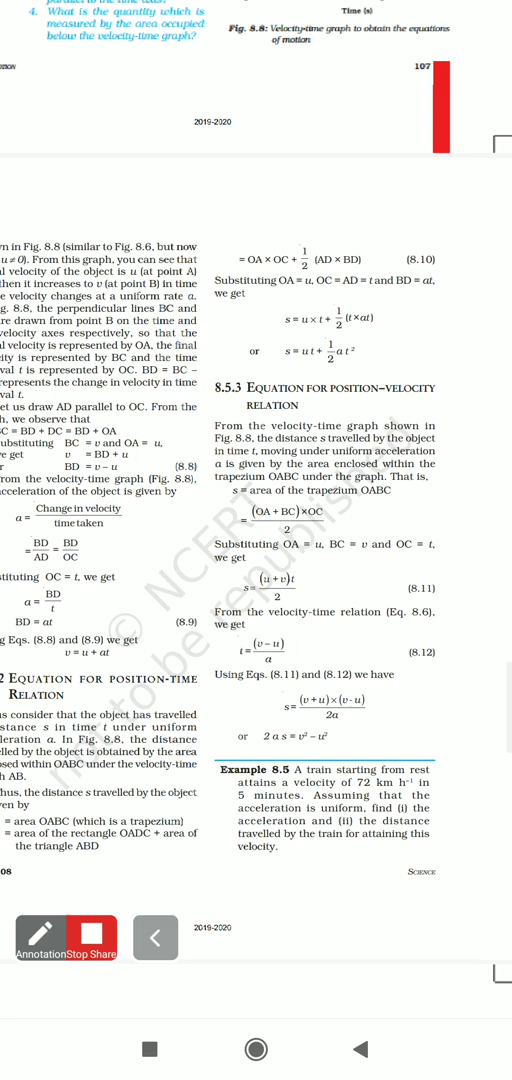 4. What is the quantity which is
measured by the area occupied
below the velocity-time graph?
Time (s)
Fig. 8.8: Velocity-time graph to obtain the equations
of motion
107
2019-2020
n in Fig. 8.8 (similar to Fig. 8.6, but now
u ≠ 0). From this graph, you can see that
velocity of the object is u (at point A)
then it increases to v (at point B) in time
velocity changes at a uniform rate a.
g. 8.8, the perpendicular lines BC and
re drawn from point B on the time and
velocity axes respectively, so that the
l velocity is represented by OA, the final
city is represented by BC and the time
val t is represented by OC. BD = BC –
represents the change in velocity in time
val t.
et us draw AD parallel to OC. From the
h, we observe that
BC = BD + DC = BD + OA
ubstituting BC = v and OA = u,
e get v = BD + u
r BD = v – u (8.8)
rom the velocity-time graph (Fig. 8.8),
acceleration of the object is given by
a = Change in velocity / time taken
= BD/AD = BD/OC
stituting OC = t, we get
a = BD/t
BD = at (8.9)
g Eqs. (8.8) and (8.9) we get
v = u + at
2 EQUATION FOR POSITION-TIME
RELATION
us consider that the object has travelled
stance s in time t under uniform
leration a. In Fig. 8.8, the distance
elled by the object is obtained by the area
osed within OABC under the velocity-time
h AB.
Thus, the distance s travelled by the object
ven by
= area OABC (which is a trapezium)
= area of the rectangle OADC + area of
the triangle ABD
08
= OA × OC + 1/2 (AD × BD) (8.10)
Substituting OA = u, OC = AD = t and BD = at,
we get
s = u × t + 1/2 (t × at)
or s = u t + 1/2 a t²
8.5.3 EQUATION FOR POSITION–VELOCITY
RELATION
From the velocity-time graph shown in
Fig. 8.8, the distance s travelled by the object
in time t, moving under uniform acceleration
a is given by the area enclosed within the
trapezium OABC under the graph. That is,
s = area of the trapezium OABC
= (OA + BC) × OC / 2
Substituting OA = u, BC = v and OC = t,
we get
s = (u + v)t / 2 (8.11)
From the velocity-time relation (Eq. 8.6),
we get
t = (v – u) / a (8.12)
Using Eqs. (8.11) and (8.12) we have
s = (v + u) × (v - u) / 2a
or 2 a s = v² – u²
Example 8.5 A train starting from rest
attains a velocity of 72 km h⁻¹ in
5 minutes. Assuming that the
acceleration is uniform, find (i) the
acceleration and (ii) the distance
travelled by the train for attaining this
velocity.
SCIENCE
© NCERT
not to be republished
2019-2020
Annotation
Stop Share